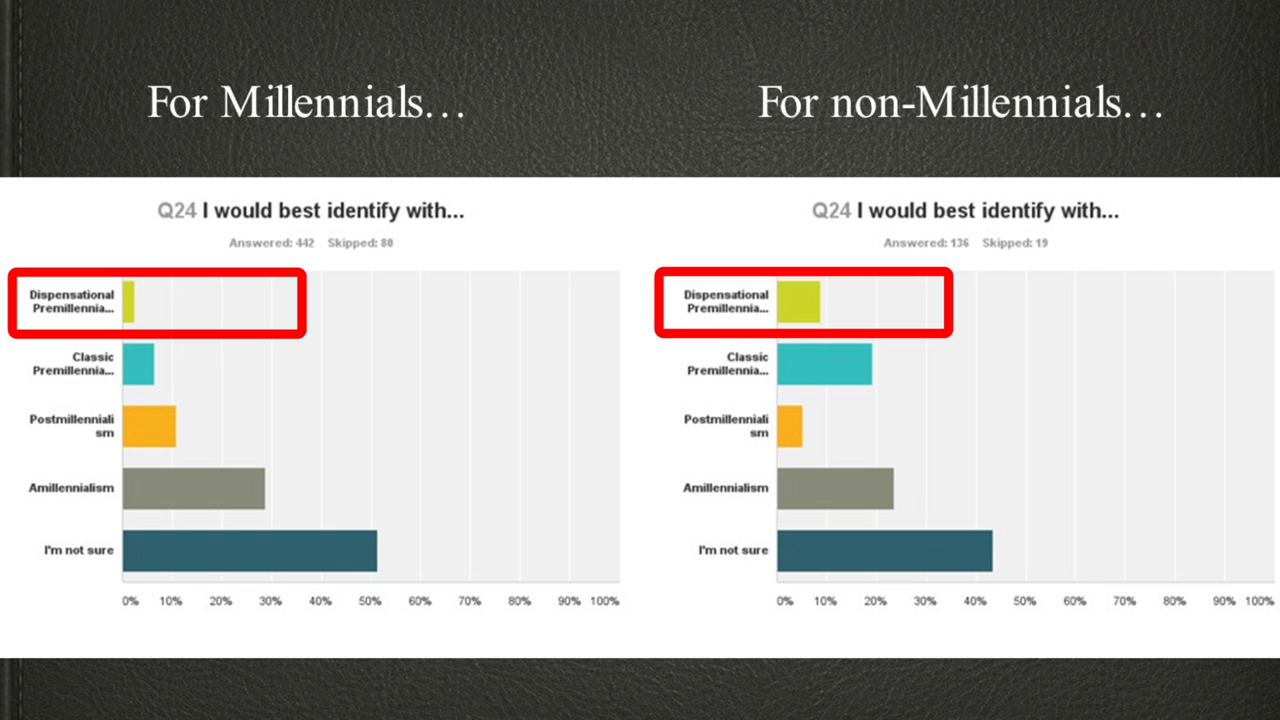 For Millennials…
For non-Millennials…
Q24 I would best identify with...
Answered: 442 Skipped: 80
Dispensational
Premillennia...
Classic
Premillennia...
Postmillenniali
sm
Amillennialism
I'm not sure
0% 10% 20% 30% 40% 50% 60% 70% 80% 90% 100%
Q24 I would best identify with...
Answered: 136 Skipped: 19
Dispensational
Premillennia...
Classic
Premillennia...
Postmillenniali
sm
Amillennialism
I'm not sure
0% 10% 20% 30% 40% 50% 60% 70% 80% 90% 100%